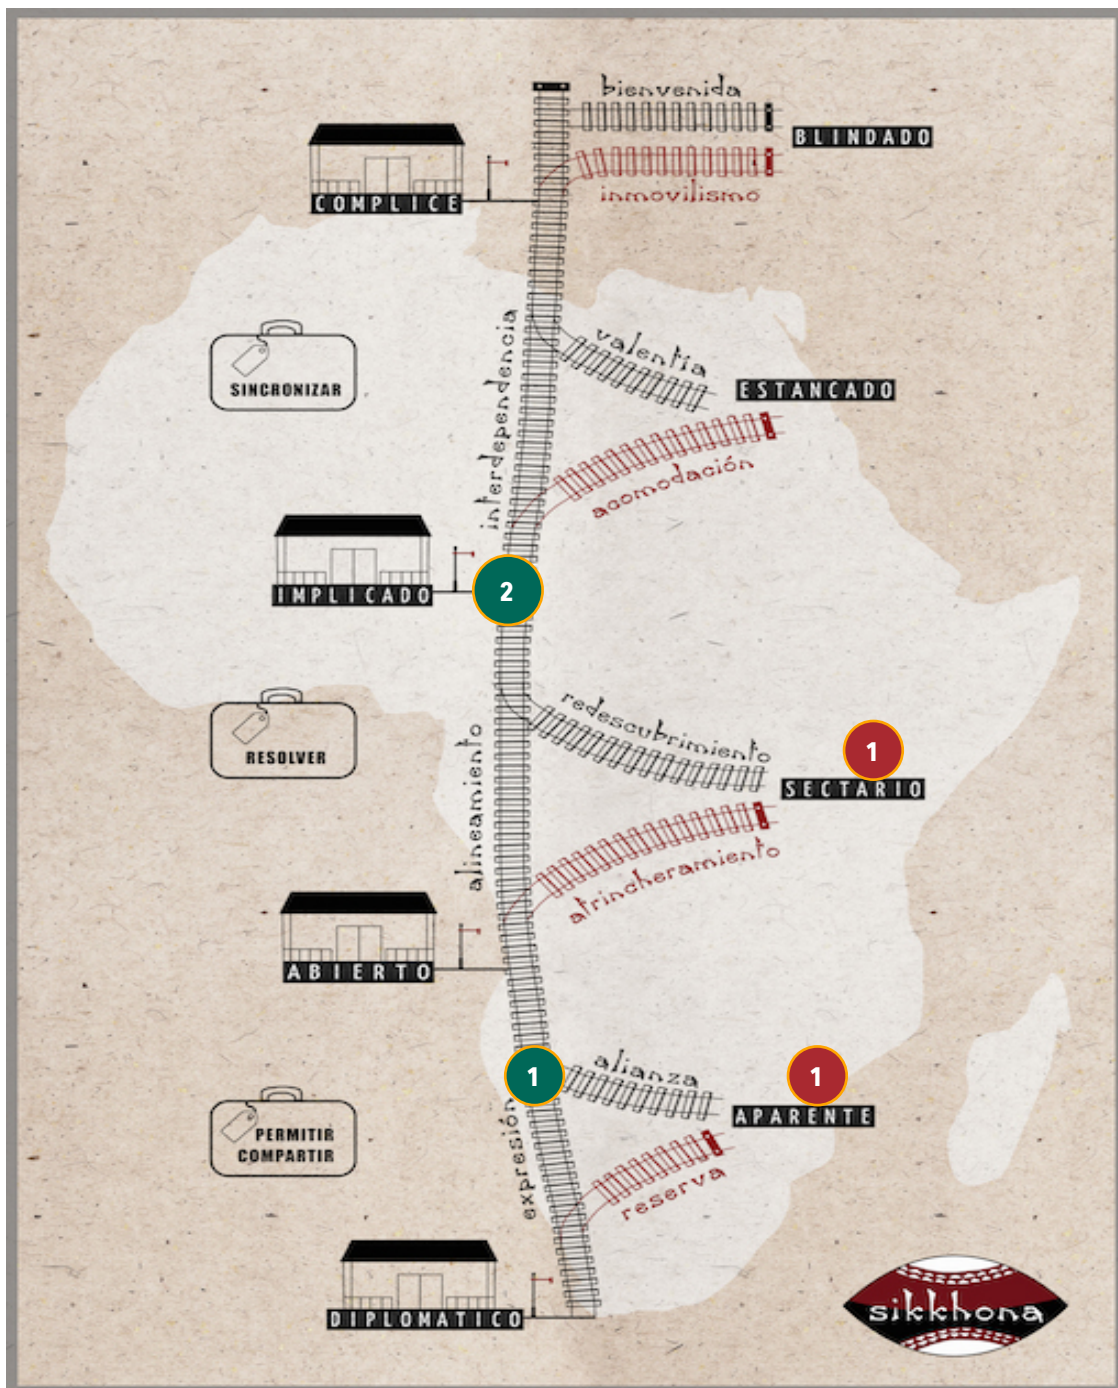 bienvenida
BLINDADO
inmovilismo
COMPLICE
interdependencia
valentía
SINCRONIZAR
ESTANCADO
acomodación
IMPLICADO
2
redescubrimiento
RESOLVER
alineamiento
1
SECTARIO
atrincheramiento
ABIERTO
alianza
1
1
APARENTE
expresión
PERMITIR
COMPARTIR
reserva
DIPLOMATICO
sikkhona